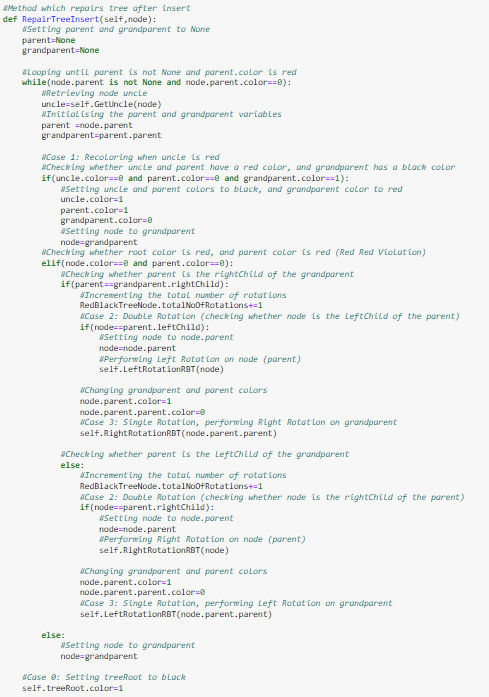 #Method which repairs tree after insert
def RepairTreeInsert(self,node):
    #Setting parent and grandparent to None
    parent=None
    grandparent=None

    #Looping until parent is not None and parent.color is red
    while(node.parent is not None and node.parent.color==0):
        #Retrieving node uncle
        uncle=self.GetUncle(node)
        #Initialising the parent and grandparent variables
        parent =node.parent
        grandparent=parent.parent

        #Case 1: Recoloring when uncle is red
        #Checking whether uncle and parent have a red color, and grandparent has a black color
        if(uncle.color==0 and parent.color==0 and grandparent.color==1):
            #Setting uncle and parent colors to black, and grandparent color to red
            uncle.color=1
            parent.color=1
            grandparent.color=0
            #Setting node to grandparent
            node=grandparent
        #Checking whether root color is red, and parent color is red (Red Red Violation)
        elif(node.color==0 and parent.color==0):
            #Checking whether parent is the rightChild of the grandparent
            if(parent==grandparent.rightChild):
                #Incrementing the total number of rotations
                RedBlackTreeNode.totalNoOfRotations+=1
                #Case 2: Double Rotation (checking whether node is the LeftChild of the parent)
                if(node==parent.leftChild):
                    #Setting node to node.parent
                    node=node.parent
                    #Performing Left Rotation on node (parent)
                    self.LeftRotationRBT(node)

                #Changing grandparent and parent colors
                node.parent.color=1
                node.parent.parent.color=0
                #Case 3: Single Rotation, performing Right Rotation on grandparent
                self.RightRotationRBT(node.parent.parent)

            #Checking whether parent is the LeftChild of the grandparent
            else:
                #Incrementing the total number of rotations
                RedBlackTreeNode.totalNoOfRotations+=1
                #Case 2: Double Rotation (checking whether node is the rightChild of the parent)
                if(node==parent.rightChild):
                    #Setting node to node.parent
                    node=node.parent
                    #Performing Right Rotation on node (parent)
                    self.RightRotationRBT(node)

                #Changing grandparent and parent colors
                node.parent.color=1
                node.parent.parent.color=0
                #Case 3: Single Rotation, performing Left Rotation on grandparent
                self.LeftRotationRBT(node.parent.parent)

        else:
            #Setting node to grandparent
            node=grandparent

    #Case 0: Setting treeRoot to black
    self.treeRoot.color=1